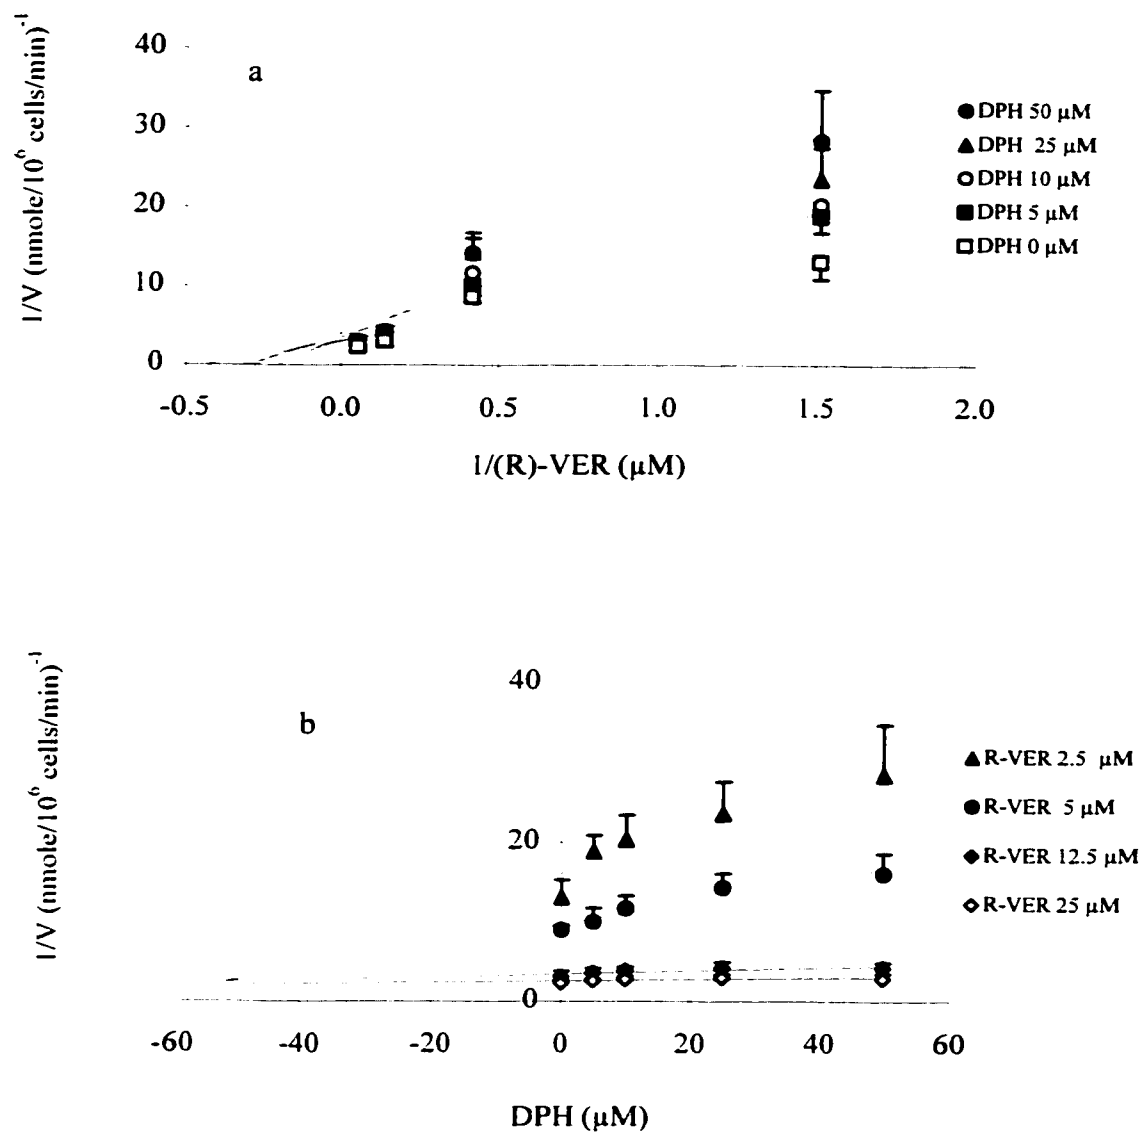 40
a
30
20
10
0
1/V (nmole/10⁶ cells/min)⁻¹
-0.5 0.0 0.5 1.0 1.5 2.0
1/(R)-VER (μM)
DPH 50 μM
DPH 25 μM
DPH 10 μM
DPH 5 μM
DPH 0 μM
40
b
20
0
1/V (nmole/10⁶ cells/min)⁻¹
-60 -40 -20 0 20 40 60
DPH (μM)
R-VER 2.5 μM
R-VER 5 μM
R-VER 12.5 μM
R-VER 25 μM